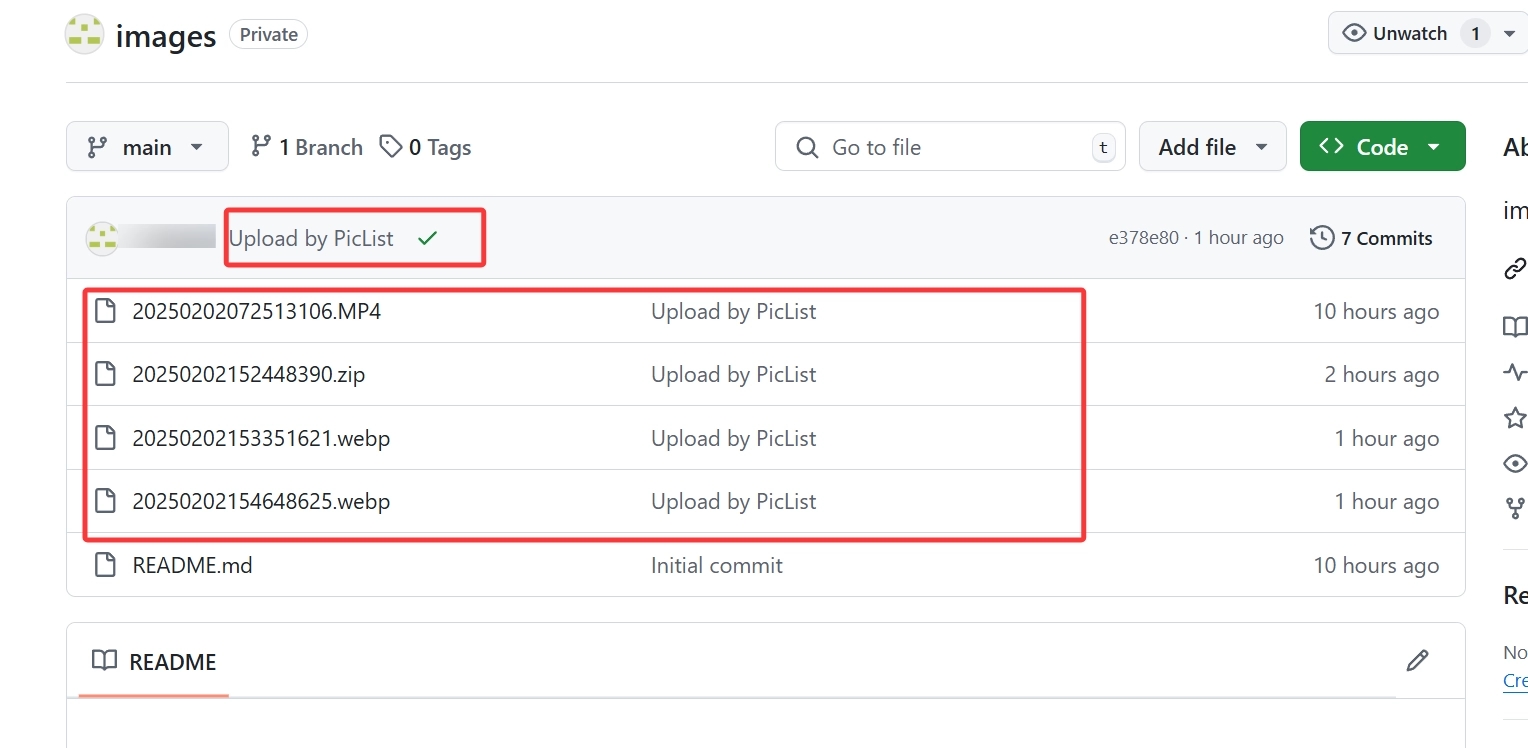 images Private Unwatch 1
main 1 Branch 0 Tags Go to file t Add file Code
Upload by PicList e378e80 · 1 hour ago 7 Commits
20250202072513106.MP4 Upload by PicList 10 hours ago
20250202152448390.zip Upload by PicList 2 hours ago
20250202153351621.webp Upload by PicList 1 hour ago
20250202154648625.webp Upload by PicList 1 hour ago
README.md Initial commit 10 hours ago
README
Ab
im
Re
No
Cre